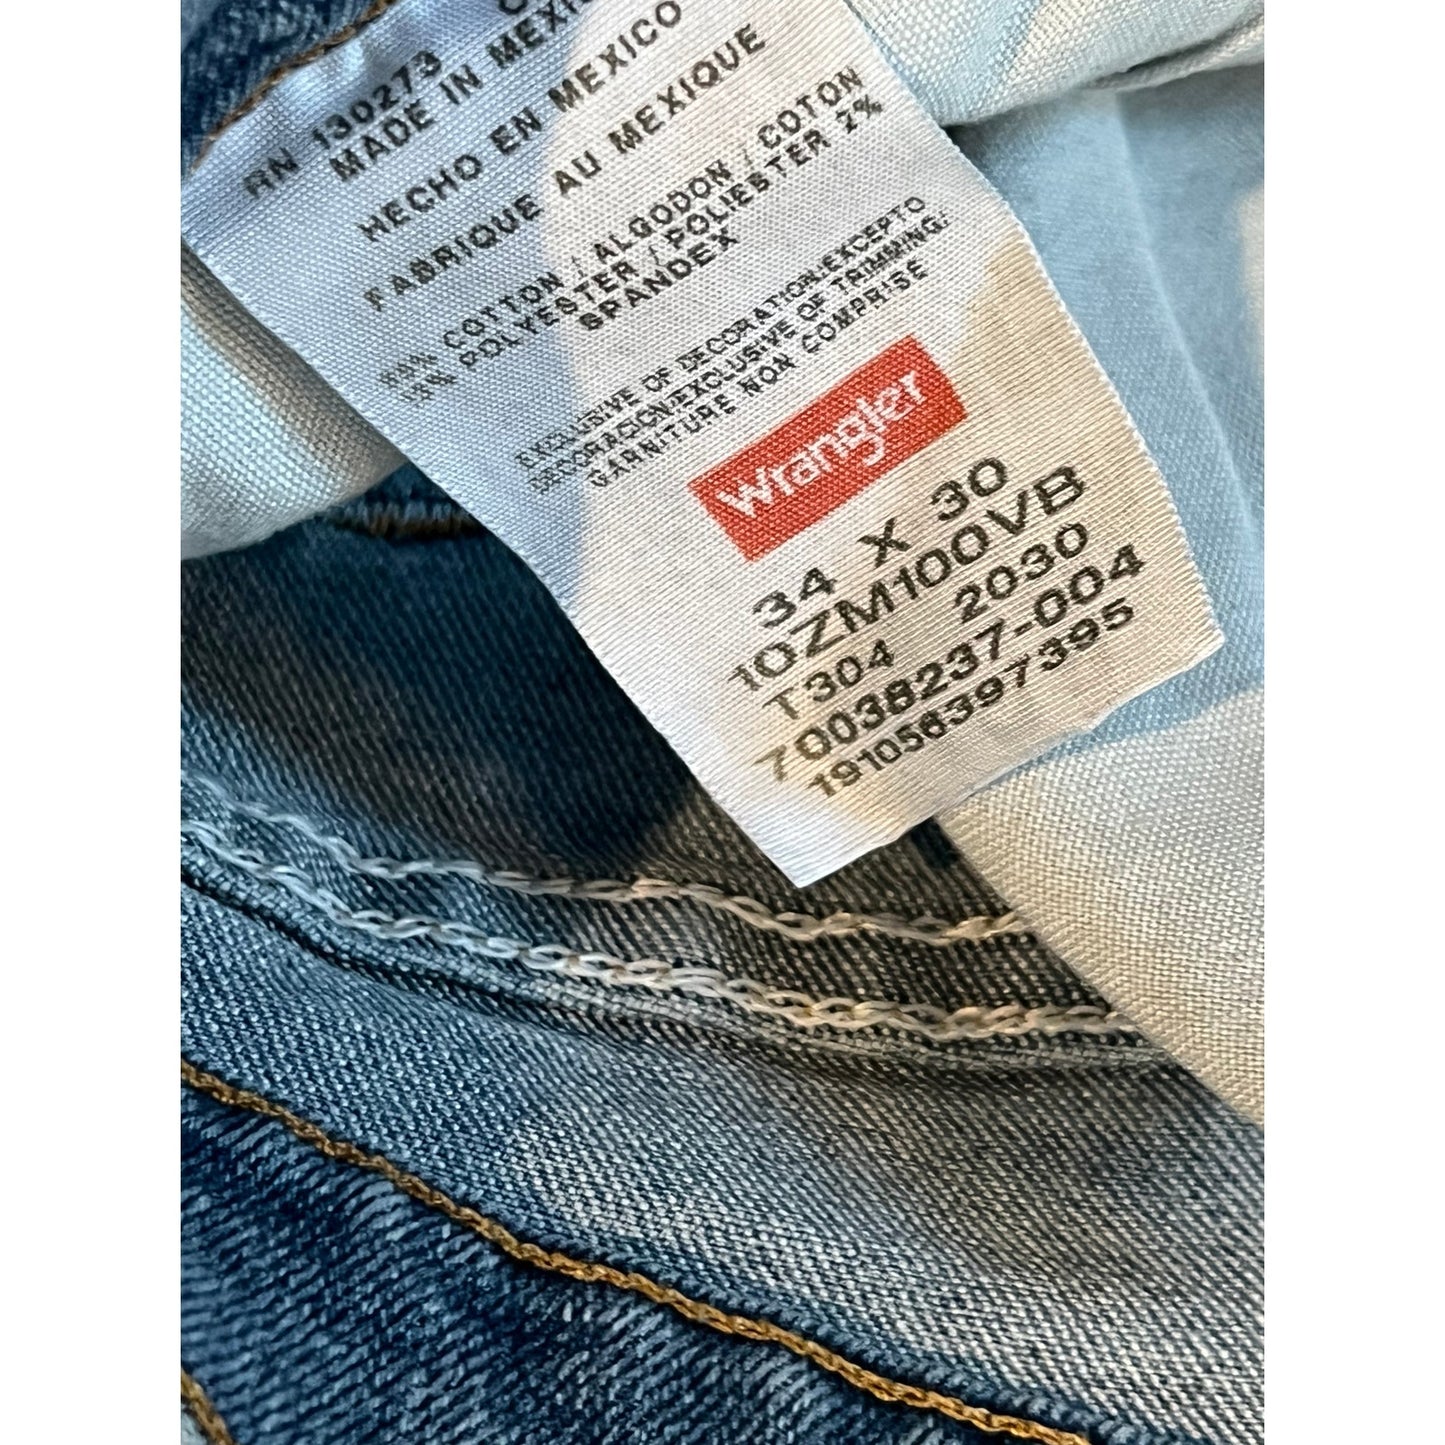 RN 130273
MADE IN MEXICO
HECHO EN MEXICO
FABRIQUE AU MEXIQUE
COTTON / ALGODON / COTON
POLYESTER / POLIESTER 2%
SPANDEX
EXCLUSIVE OF DECORATION/EXCEPTO
DECORACION/EXCLUSIVE OF TRIMMING/
GARNITURE NON COMPRISE
Wrangler
34 X 30
10ZM100VB
T304 2030
70038237-004
191056397395